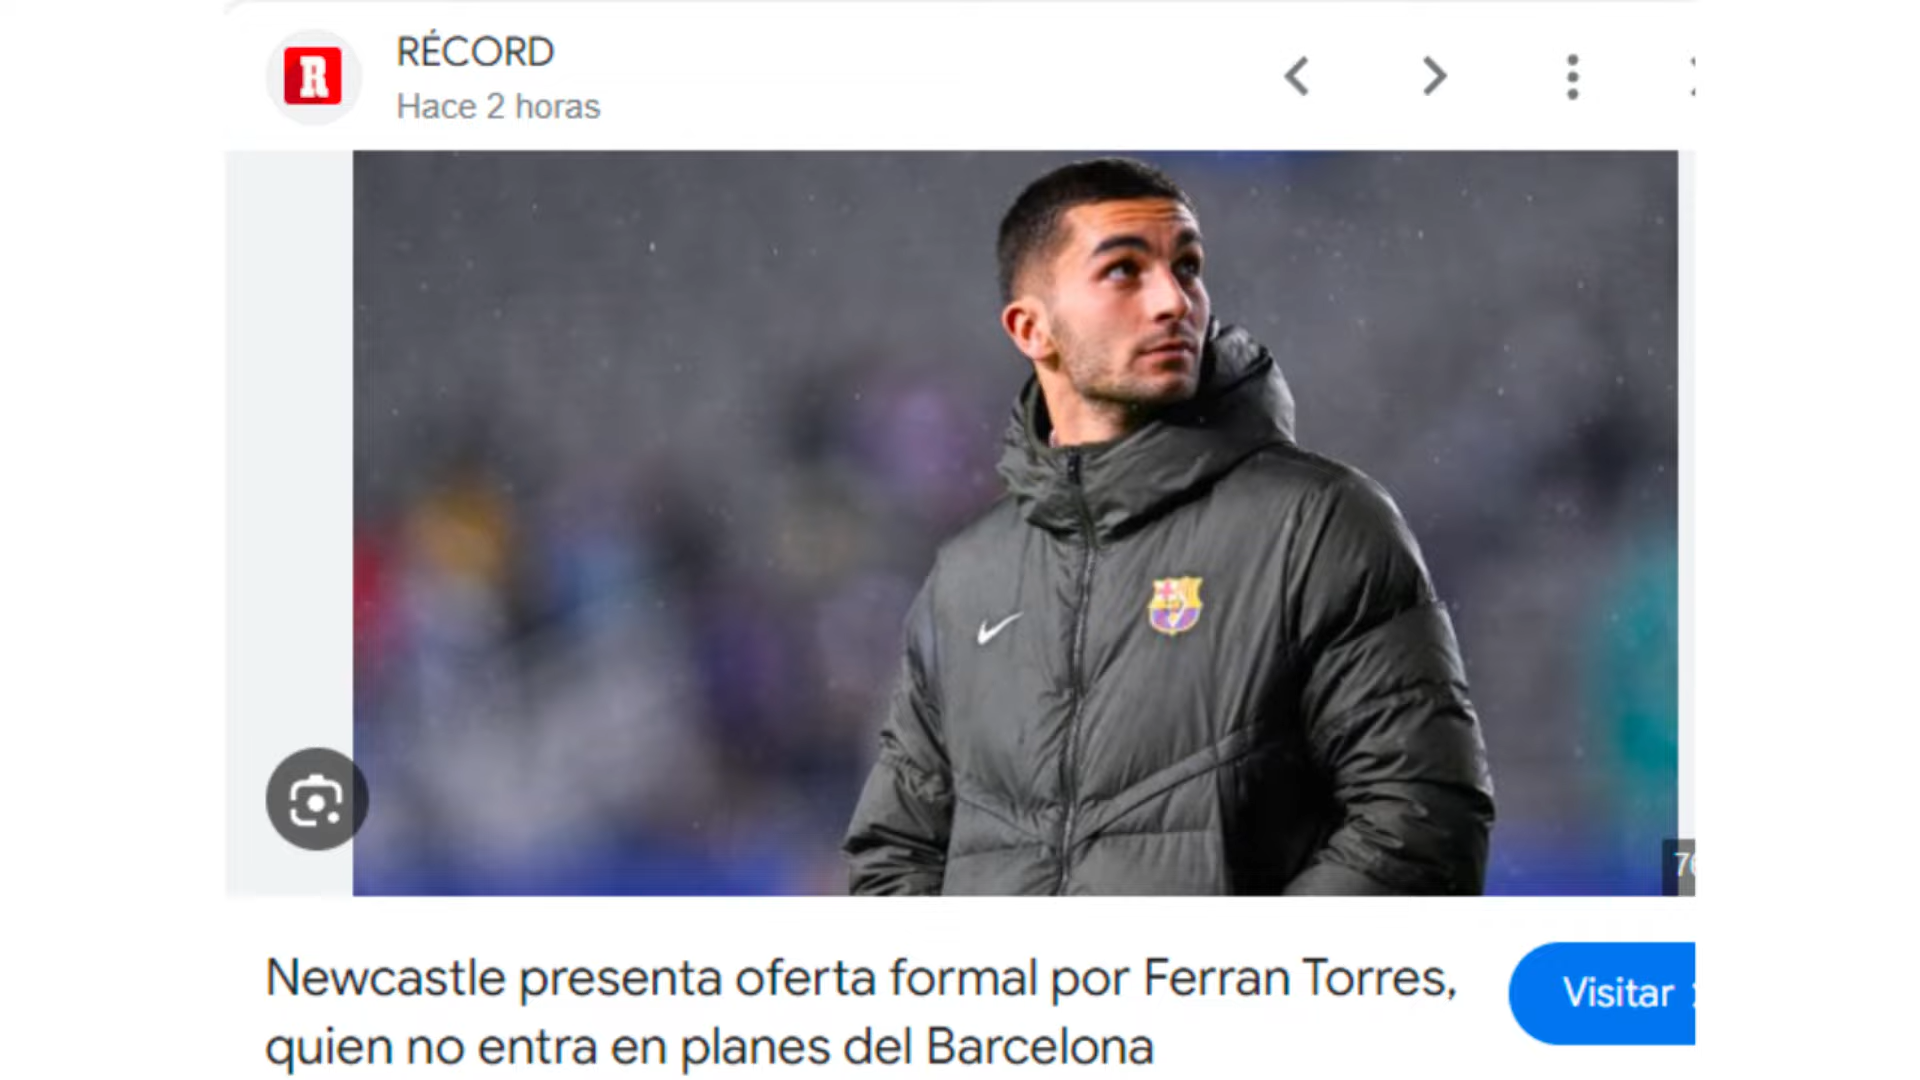 R
RÉCORD
Hace 2 horas
Newcastle presenta oferta formal por Ferran Torres,
quien no entra en planes del Barcelona
Visitar